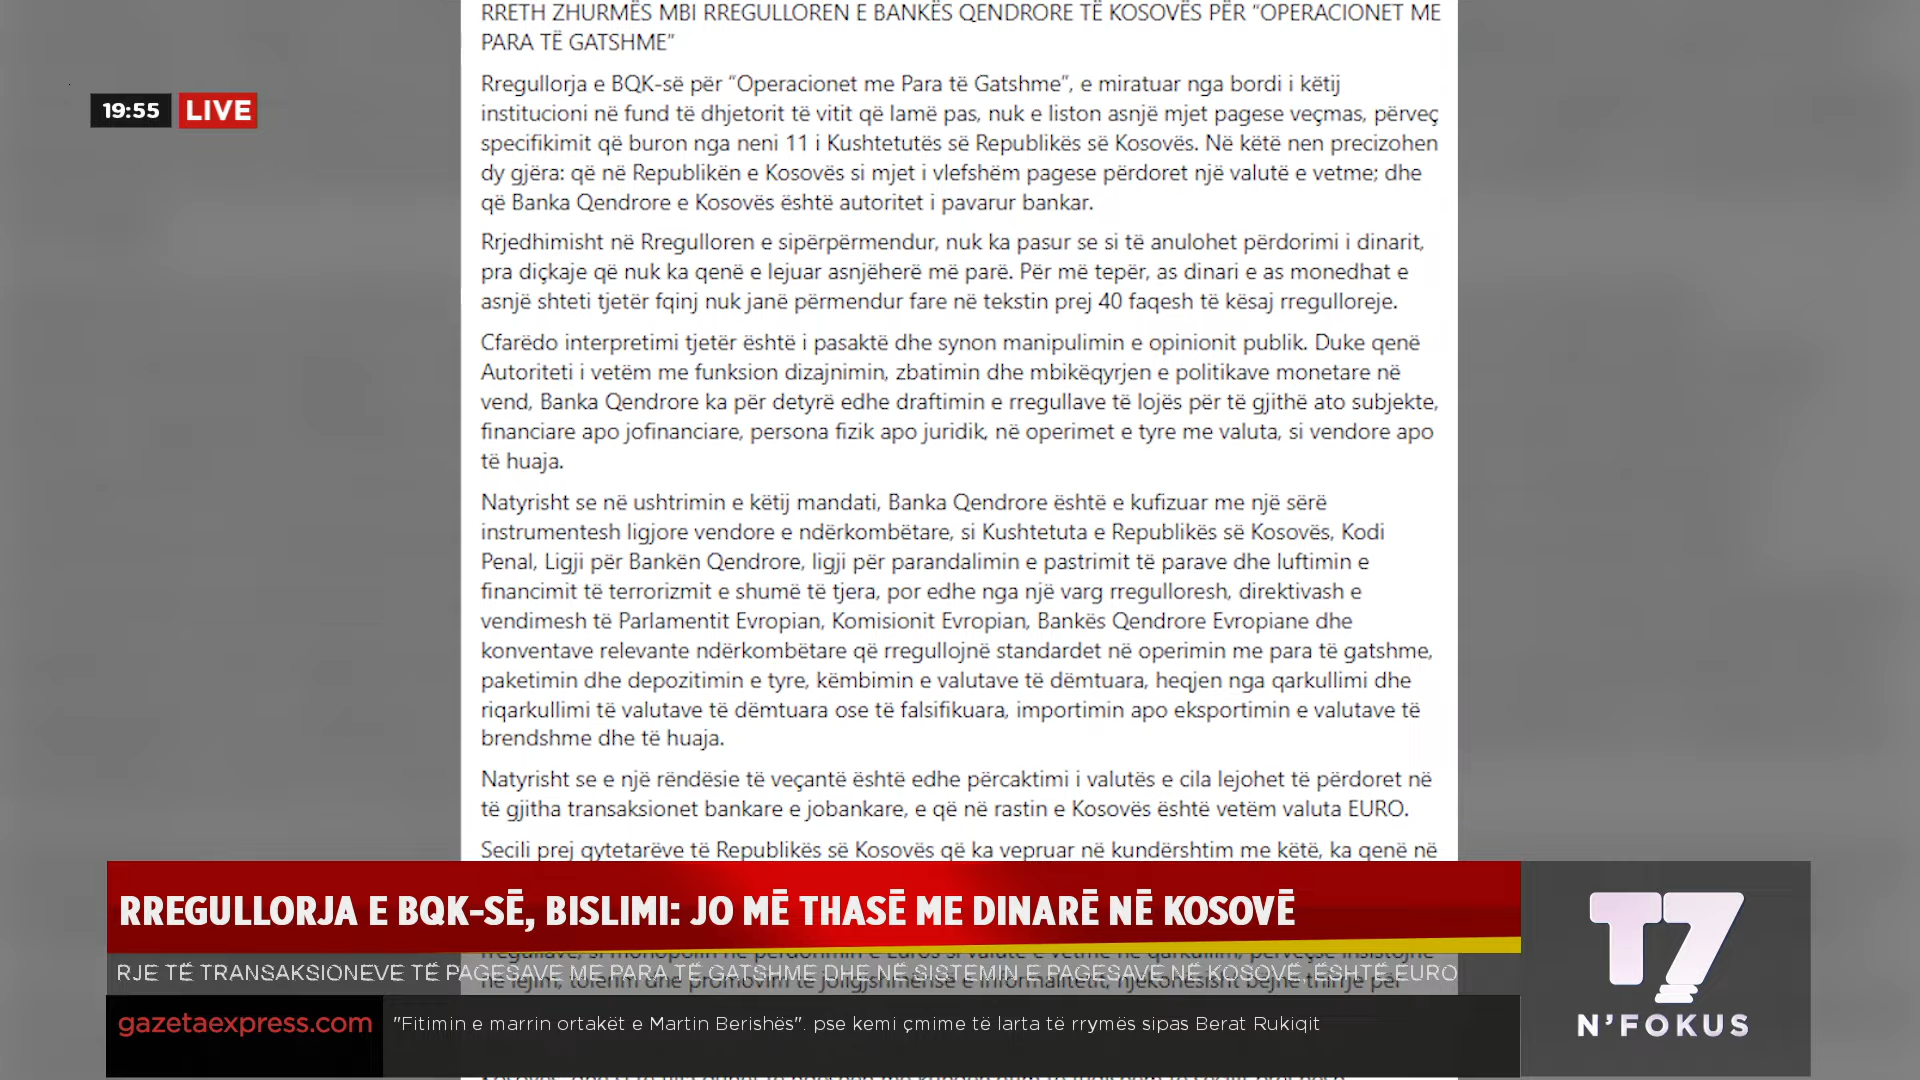 RRETH ZHURMËS MBI RREGULLOREN E BANKËS QENDRORE TË KOSOVËS PËR “OPERACIONET ME
PARA TË GATSHME”
Rregullorja e BQK-së për “Operacionet me Para të Gatshme”, e miratuar nga bordi i këtij
institucioni në fund të dhjetorit të vitit që lamë pas, nuk e liston asnjë mjet pagese veçmas, përveç
specifikimit që buron nga neni 11 i Kushtetutës së Republikës së Kosovës. Në këtë nen precizohen
dy gjëra: që në Republikën e Kosovës si mjet i vlefshëm pagese përdoret një valutë e vetme; dhe
që Banka Qendrore e Kosovës është autoritet i pavarur bankar.
Rrjedhimisht në Rregulloren e sipërpërmendur, nuk ka pasur se si të anulohet përdorimi i dinarit,
pra diçkaje që nuk ka qenë e lejuar asnjëherë më parë. Për më tepër, as dinari e as monedhat e
asnjë shteti tjetër fqinj nuk janë përmendur fare në tekstin prej 40 faqesh të kësaj rregulloreje.
Cfarëdo interpretimi tjetër është i pasaktë dhe synon manipulimin e opinionit publik. Duke qenë
Autoriteti i vetëm me funksion dizajnimin, zbatimin dhe mbikëqyrjen e politikave monetare në
vend, Banka Qendrore ka për detyrë edhe draftimin e rregullave të lojës për të gjithë ato subjekte,
financiare apo jofinanciare, persona fizik apo juridik, në operimet e tyre me valuta, si vendore apo
të huaja.
Natyrisht se në ushtrimin e këtij mandati, Banka Qendrore është e kufizuar me një sërë
instrumentesh ligjore vendore e ndërkombëtare, si Kushtetuta e Republikës së Kosovës, Kodi
Penal, Ligji për Bankën Qendrore, ligji për parandalimin e pastrimit të parave dhe luftimin e
financimit të terrorizmit e shumë të tjera, por edhe nga një varg rregulloresh, direktivash e
vendimesh të Parlamentit Evropian, Komisionit Evropian, Bankës Qendrore Evropiane dhe
konventave relevante ndërkombëtare që rregullojnë standardet në operimin me para të gatshme,
paketimin dhe depozitimin e tyre, këmbimin e valutave të dëmtuara, heqjen nga qarkullimi dhe
riqarkullimi të valutave të dëmtuara ose të falsifikuara, importimin apo eksportimin e valutave të
brendshme dhe të huaja.
Natyrisht se e një rëndësie të veçantë është edhe përcaktimi i valutës e cila lejohet të përdoret në
të gjitha transaksionet bankare e jobankare, e që në rastin e Kosovës është vetëm valuta EURO.
Secili prej qytetarëve të Republikës së Kosovës që ka vepruar në kundërshtim me këtë, ka qenë në
19:55 LIVE
RREGULLORJA E BQK-SË, BISLIMI: JO MË THASË ME DINARË NË KOSOVË
RJE TË TRANSAKSIONEVE TË PAGESAVE ME PARA TË GATSHME DHE NË SISTEMIN E PAGESAVE NË KOSOVË, ËSHTË EURO
gazetaexpress.com "Fitimin e marrin ortakët e Martin Berishës". pse kemi çmime të larta të rrymës sipas Berat Rukiqit
T7
N'FOKUS